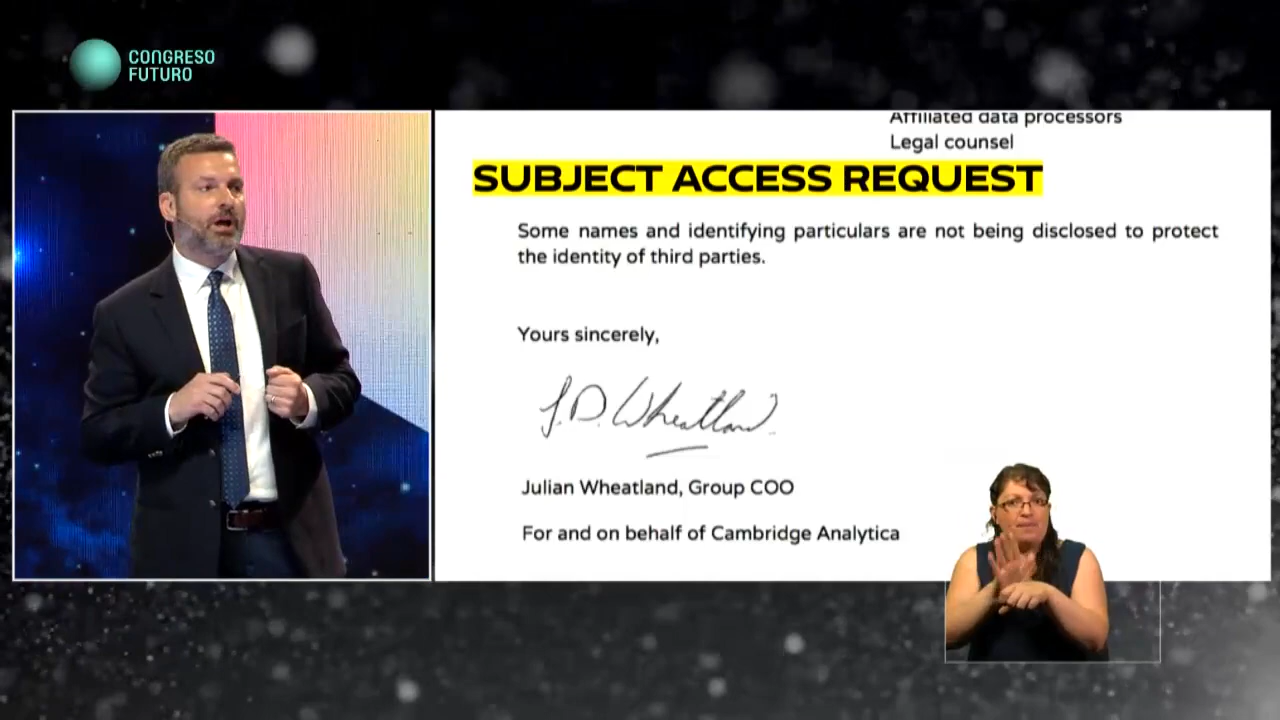 CONGRESO
FUTURO
Affiliated data processors
Legal counsel
SUBJECT ACCESS REQUEST
Some names and identifying particulars are not being disclosed to protect
the identity of third parties.
Yours sincerely,
J.D. Wheatland
Julian Wheatland, Group COO
For and on behalf of Cambridge Analytica